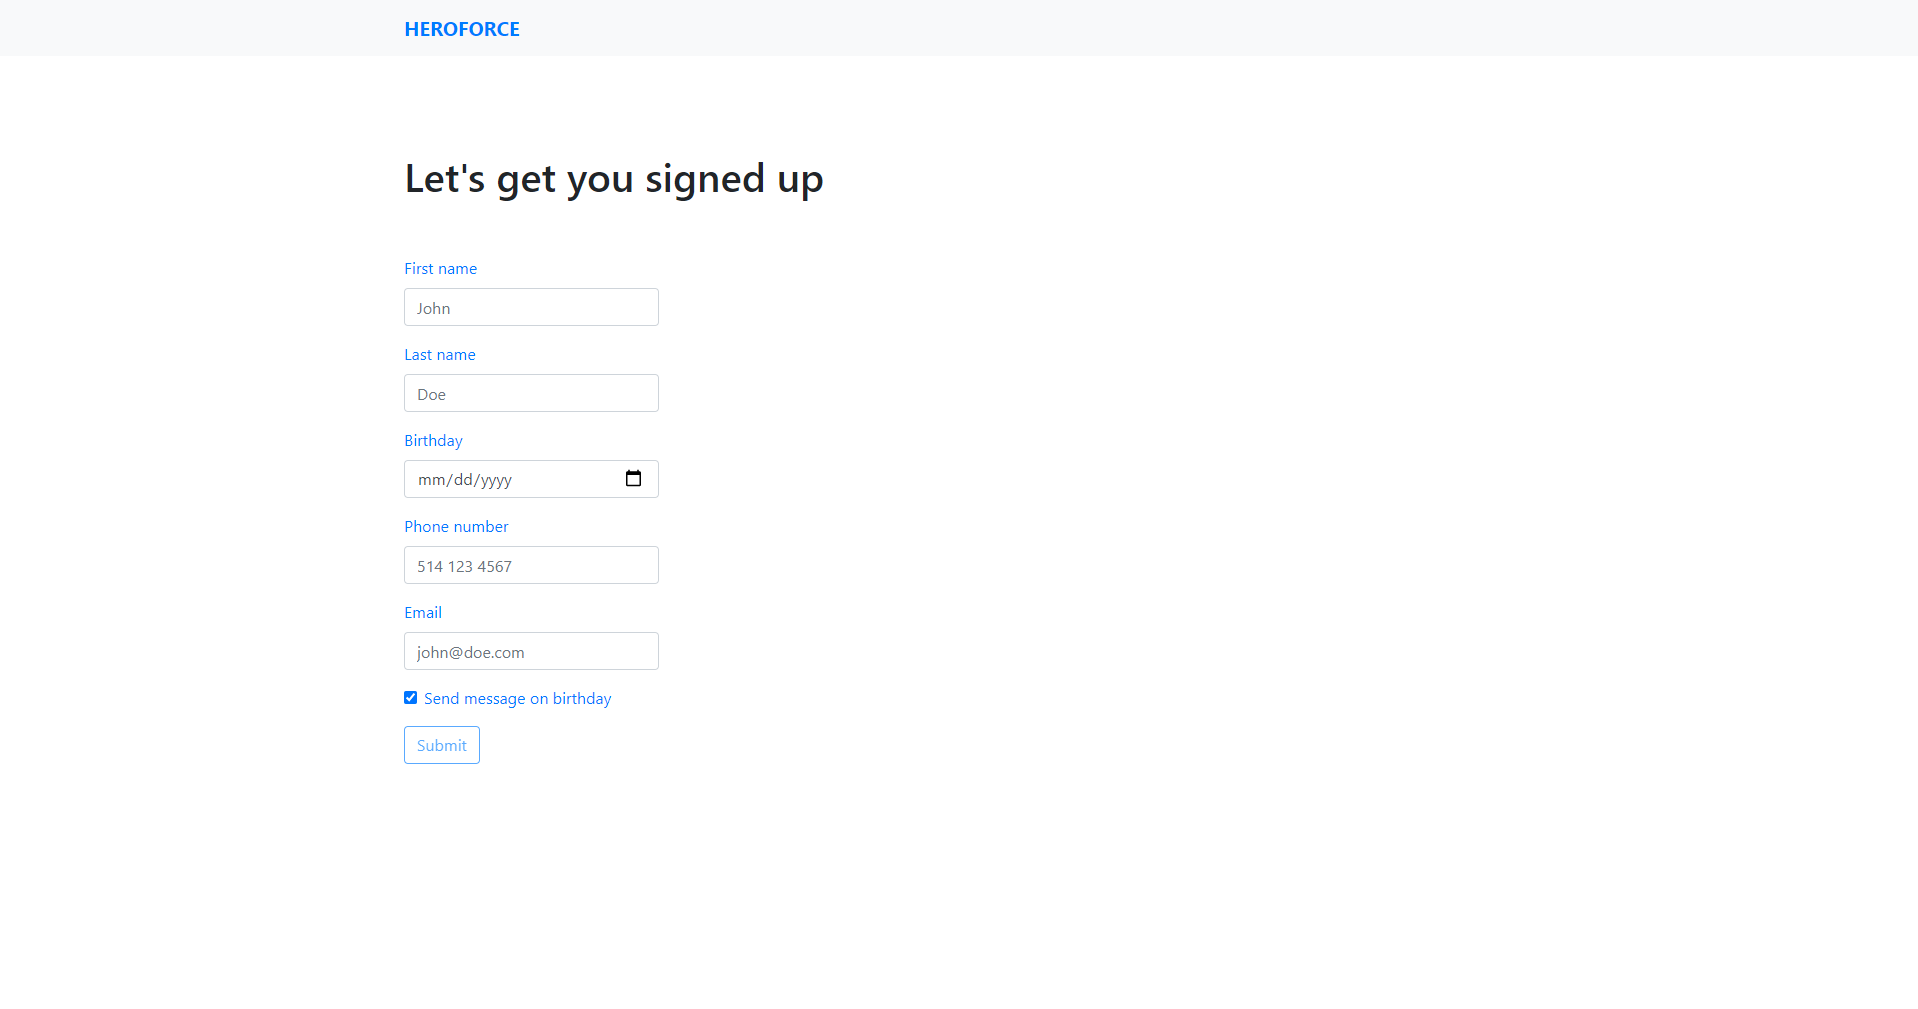 HEROFORCE
Let's get you signed up
First name
John
Last name
Doe
Birthday
mm/dd/yyyy
Phone number
514 123 4567
Email
john@doe.com
Send message on birthday
Submit